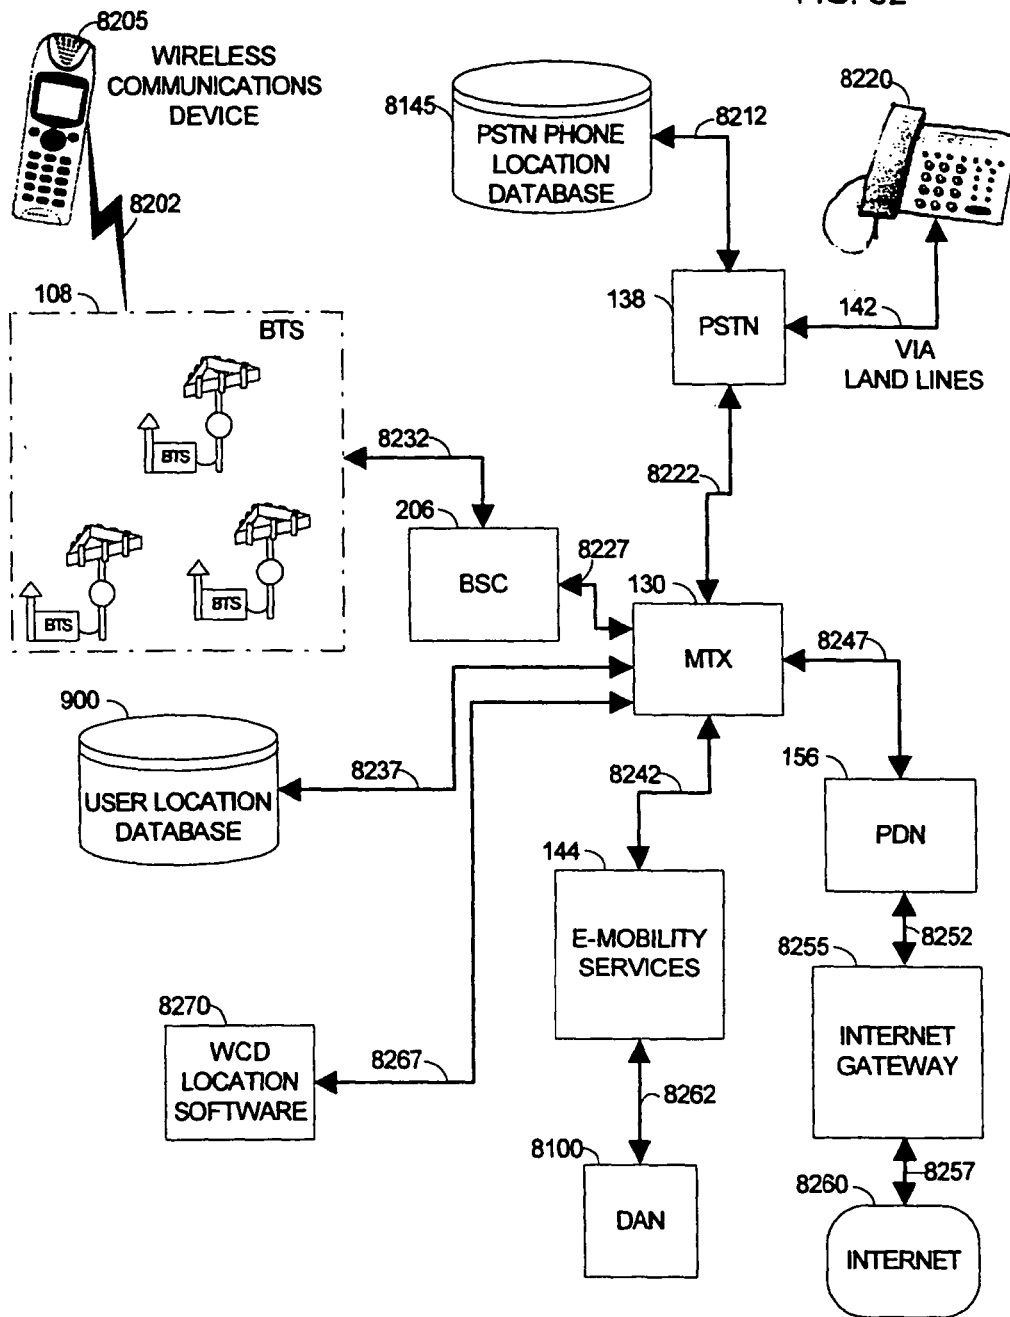 8205
WIRELESS
COMMUNICATIONS
DEVICE
8202
8145
PSTN PHONE
LOCATION
DATABASE
8212
8220
138
PSTN
142
VIA
LAND LINES
108
BTS
BTS
BTS
BTS
8232
8222
206
BSC
8227
130
MTX
8247
900
USER LOCATION
DATABASE
8237
8242
156
PDN
144
E-MOBILITY
SERVICES
8252
8255
INTERNET
GATEWAY
8270
WCD
LOCATION
SOFTWARE
8267
8262
8100
DAN
8257
8260
INTERNET